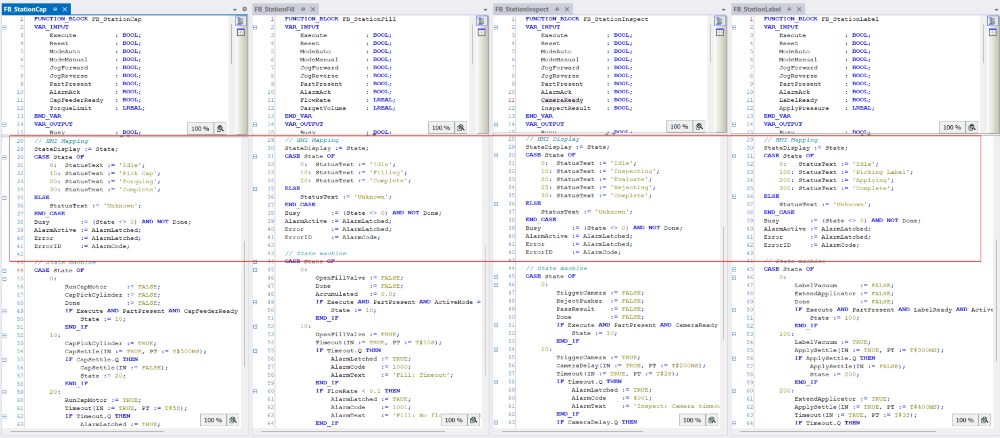 FB_StationCap
1 FUNCTION_BLOCK FB_StationCap
2 VAR_INPUT
3 Execute : BOOL;
4 Reset : BOOL;
5 ModeAuto : BOOL;
6 ModeManual : BOOL;
7 JogForward : BOOL;
8 JogReverse : BOOL;
9 PartPresent : BOOL;
10 AlarmAck : BOOL;
11 CapFeederReady : BOOL;
12 TorqueLimit : LREAL;
13 END_VAR
14 VAR_OUTPUT
15 Busy : BOOL;
100 %
28 // HMI Mapping
29 StateDisplay := State;
30 CASE State OF
31 0: StatusText := 'Idle';
32 10: StatusText := 'Pick Cap';
33 20: StatusText := 'Torquing';
34 30: StatusText := 'Complete';
35 ELSE
36 StatusText := 'Unknown';
37 END_CASE
38 Busy := (State <> 0) AND NOT Done;
39 AlarmActive := AlarmLatched;
40 Error := AlarmLatched;
41 ErrorID := AlarmCode;
42
43 // State machine
44 CASE State OF
45 0:
46 RunCapMotor := FALSE;
47 CapPickCylinder := FALSE;
48 Done := FALSE;
49 IF Execute AND PartPresent AND CapFeederReady
50 State := 10;
51 END_IF
52 10:
53 CapPickCylinder := TRUE;
54 CapSettle(IN := TRUE, PT := T#500MS);
55 IF CapSettle.Q THEN
56 CapSettle(IN := FALSE);
57 State := 20;
58 END_IF
59 20:
60 RunCapMotor := TRUE;
61 Timeout(IN := TRUE, PT := T#5S);
62 IF Timeout.Q THEN
63 AlarmLatched := TRUE;
100 %
FB_StationFill
1 FUNCTION_BLOCK FB_StationFill
2 VAR_INPUT
3 Execute : BOOL;
4 Reset : BOOL;
5 ModeAuto : BOOL;
6 ModeManual : BOOL;
7 JogForward : BOOL;
8 JogReverse : BOOL;
9 PartPresent : BOOL;
10 AlarmAck : BOOL;
11 FlowRate : LREAL;
12 TargetVolume : LREAL;
13 END_VAR
14 VAR_OUTPUT
15 Busy : BOOL;
100 %
29 // HMI Mapping
30 StateDisplay := State;
31 CASE State OF
32 0: StatusText := 'Idle';
33 10: StatusText := 'Filling';
34 20: StatusText := 'Complete';
35 ELSE
36 StatusText := 'Unknown';
37 END_CASE
38 Busy := (State <> 0) AND NOT Done;
39 AlarmActive := AlarmLatched;
40 Error := AlarmLatched;
41 ErrorID := AlarmCode;
42
43 // State machine
44 CASE State OF
45 0:
46 OpenFillValve := FALSE;
47 Done := FALSE;
48 Accumulated := 0.0;
49 IF Execute AND PartPresent AND ActiveMode =
50 State := 10;
51 END_IF
52 10:
53 OpenFillValve := TRUE;
54 Timeout(IN := TRUE, PT := T#10S);
55 IF Timeout.Q THEN
56 AlarmLatched := TRUE;
57 AlarmCode := 1000;
58 AlarmText := 'Fill: Timeout';
59 END_IF
60 IF FlowRate < 0.1 THEN
61 AlarmLatched := TRUE;
62 AlarmCode := 1001;
63 AlarmText := 'Fill: No flo
64 END_IF
100 %
FB_StationInspect
1 FUNCTION_BLOCK FB_StationInspect
2 VAR_INPUT
3 Execute : BOOL;
4 Reset : BOOL;
5 ModeAuto : BOOL;
6 ModeManual : BOOL;
7 JogForward : BOOL;
8 JogReverse : BOOL;
9 PartPresent : BOOL;
10 AlarmAck : BOOL;
11 CameraReady : BOOL;
12 InspectResult : BOOL;
13 END_VAR
14 VAR_OUTPUT
15 Busy : BOOL;
100 %
28 // HMI Display
29 StateDisplay := State;
30 CASE State OF
31 0: StatusText := 'Idle';
32 10: StatusText := 'Inspecting';
33 20: StatusText := 'Evaluate';
34 25: StatusText := 'Rejecting';
35 30: StatusText := 'Complete';
36 ELSE
37 StatusText := 'Unknown';
38 END_CASE
39 Busy := (State <> 0) AND NOT Done;
40 AlarmActive := AlarmLatched;
41 Error := AlarmLatched;
42 ErrorID := AlarmCode;
43
44 // State machine
45 CASE State OF
46 0:
47 TriggerCamera := FALSE;
48 RejectPusher := FALSE;
49 PassResult := FALSE;
50 Done := FALSE;
51 IF Execute AND PartPresent AND CameraReady
52 State := 10;
53 END_IF
54 10:
55 TriggerCamera := TRUE;
56 CameraDelay(IN := TRUE, PT := T#200MS);
57 Timeout(IN := TRUE, PT := T#2S);
58 IF Timeout.Q THEN
59 AlarmLatched := TRUE;
60 AlarmCode := 4001;
61 AlarmText := 'Inspect: Camera timeou
62 END_IF
63 IF CameraDelay.Q THEN
100 %
FB_StationLabel
1 FUNCTION_BLOCK FB_StationLabel
2 VAR_INPUT
3 Execute : BOOL;
4 Reset : BOOL;
5 ModeAuto : BOOL;
6 ModeManual : BOOL;
7 JogForward : BOOL;
8 JogReverse : BOOL;
9 PartPresent : BOOL;
10 AlarmAck : BOOL;
11 LabelReady : BOOL;
12 ApplyPressure : LREAL;
13 END_VAR
14 VAR_OUTPUT
15 Busy : BOOL;
100 %
29 // HMI Mapping
30 StateDisplay := State;
31 CASE State OF
32 0: StatusText := 'Idle';
33 100: StatusText := 'Picking Label';
34 200: StatusText := 'Applying';
35 300: StatusText := 'Complete';
36 ELSE
37 StatusText := 'Unknown';
38 END_CASE
39 Busy := (State <> 0) AND NOT Done;
40 AlarmActive := AlarmLatched;
41 Error := AlarmLatched;
42 ErrorID := AlarmCode;
43
44 // State machine
45 CASE State OF
46 0:
47 LabelVacuum := FALSE;
48 ExtendApplicator := FALSE;
49 Done := FALSE;
50 IF Execute AND PartPresent AND LabelReady AND Active
51 State := 100;
52 END_IF
53 100:
54 LabelVacuum := TRUE;
55 ApplySettle(IN := TRUE, PT := T#300MS);
56 IF ApplySettle.Q THEN
57 ApplySettle(IN := FALSE);
58 State := 200;
59 END_IF
60 200:
61 ExtendApplicator := TRUE;
62 ApplySettle(IN := TRUE, PT := T#400MS);
63 Timeout(IN := TRUE, PT := T#3S);
64 IF Timeout.Q THEN
100 %